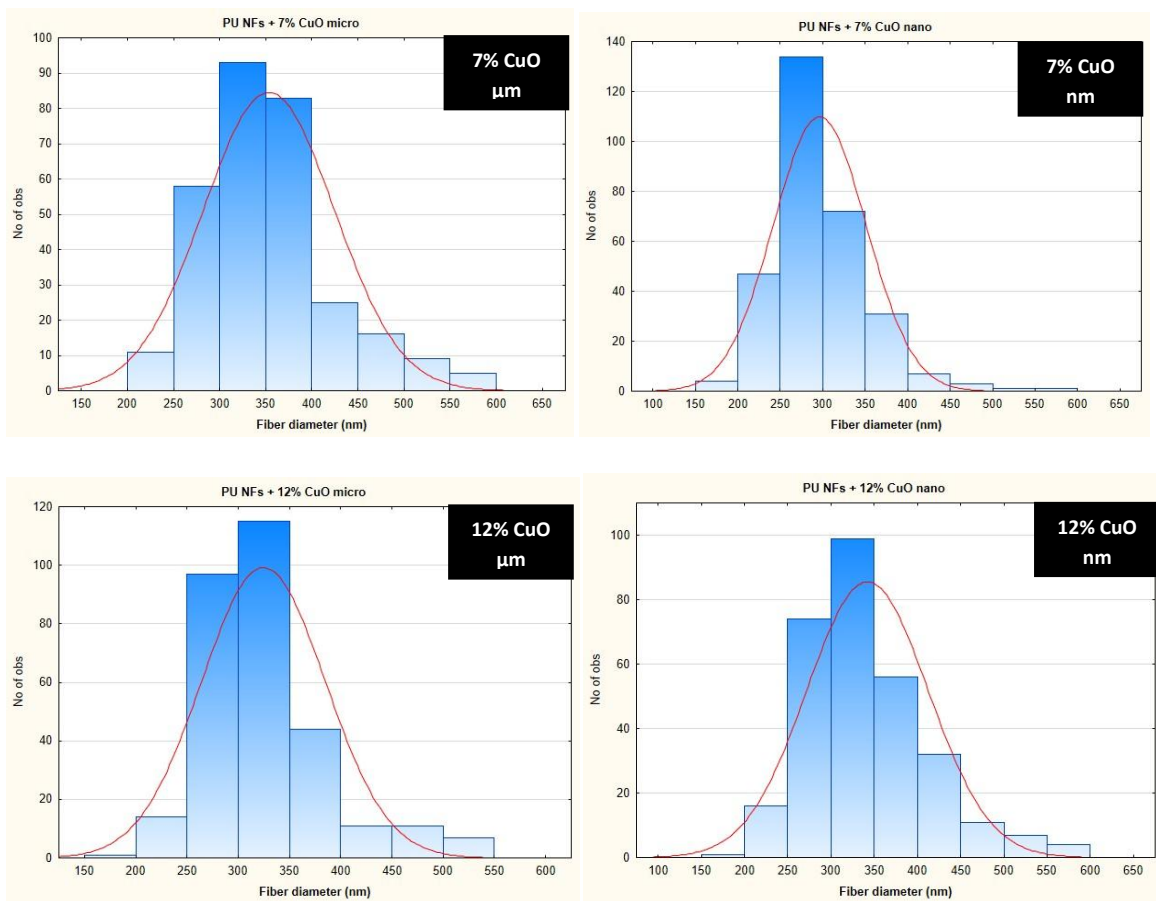 PU NFs + 7% CuO micro
7% CuO
µm
100
90
80
70
60
50
40
30
20
10
0
No of obs
150 200 250 300 350 400 450 500 550 600 650
Fiber diameter (nm)
PU NFs + 7% CuO nano
7% CuO
nm
140
120
100
80
60
40
20
0
No of obs
100 150 200 250 300 350 400 450 500 550 600 650
Fiber diameter (nm)
PU NFs + 12% CuO micro
12% CuO
µm
120
100
80
60
40
20
0
No of obs
150 200 250 300 350 400 450 500 550 600
Fiber diameter (nm)
PU NFs + 12% CuO nano
12% CuO
nm
100
80
60
40
20
0
No of obs
100 150 200 250 300 350 400 450 500 550 600 650
Fiber diameter (nm)